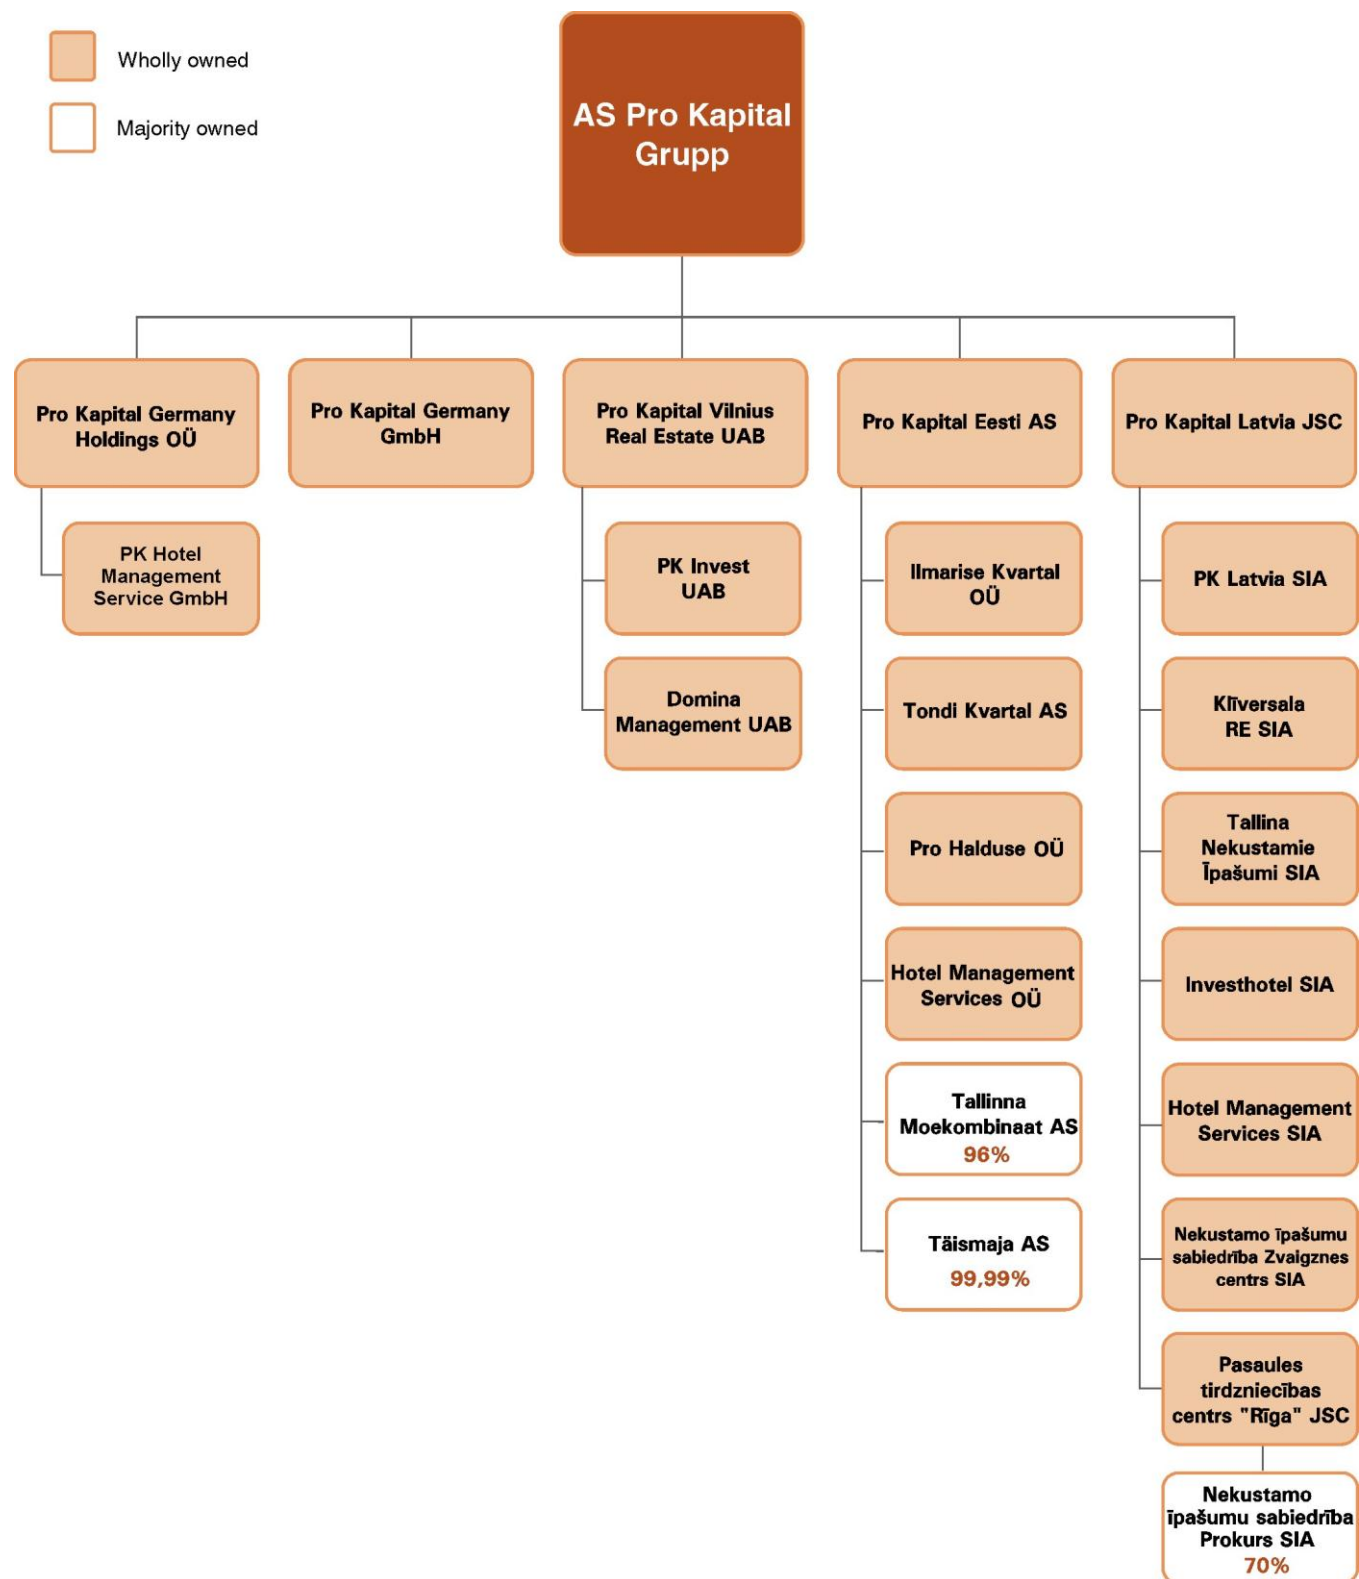 Wholly owned
Majority owned
AS Pro Kapital
Grupp
Pro Kapital Germany
Holdings OÜ
Pro Kapital Germany
GmbH
Pro Kapital Vilnius
Real Estate UAB
Pro Kapital Eesti AS
Pro Kapital Latvia JSC
PK Hotel
Management
Service GmbH
PK Invest
UAB
Domina
Management UAB
Ilmarise Kvartal
OÜ
Tondi Kvartal AS
Pro Halduse OÜ
Hotel Management
Services OÜ
Tallinna
Moekombinaat AS
96%
Täismaja AS
99,99%
PK Latvia SIA
Klīversala
RE SIA
Tallina
Nekustamie
Īpašumi SIA
Investhotel SIA
Hotel Management
Services SIA
Nekustamo īpašumu
sabiedrība Zvaigznes
centrs SIA
Pasaules
tirdzniecības
centrs "Rīga" JSC
Nekustamo
īpašumu sabiedrība
Prokurs SIA
70%